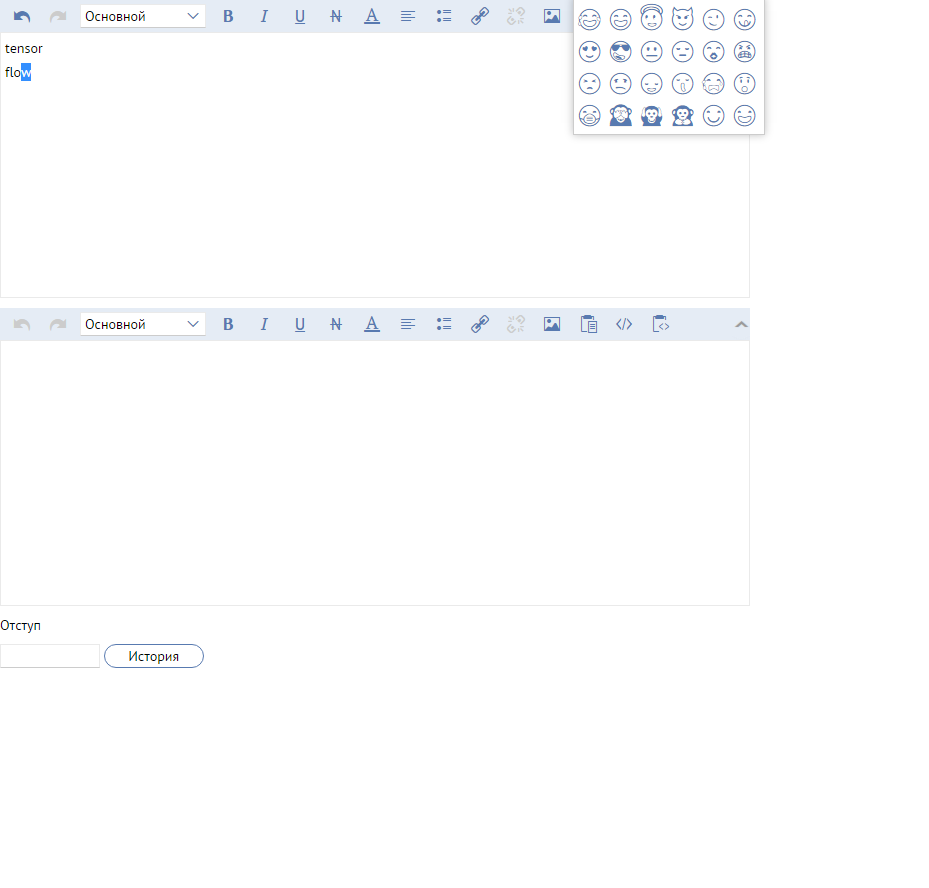 Основной
B I U N A
tensor
flow
Основной
B I U N A
Отступ
История